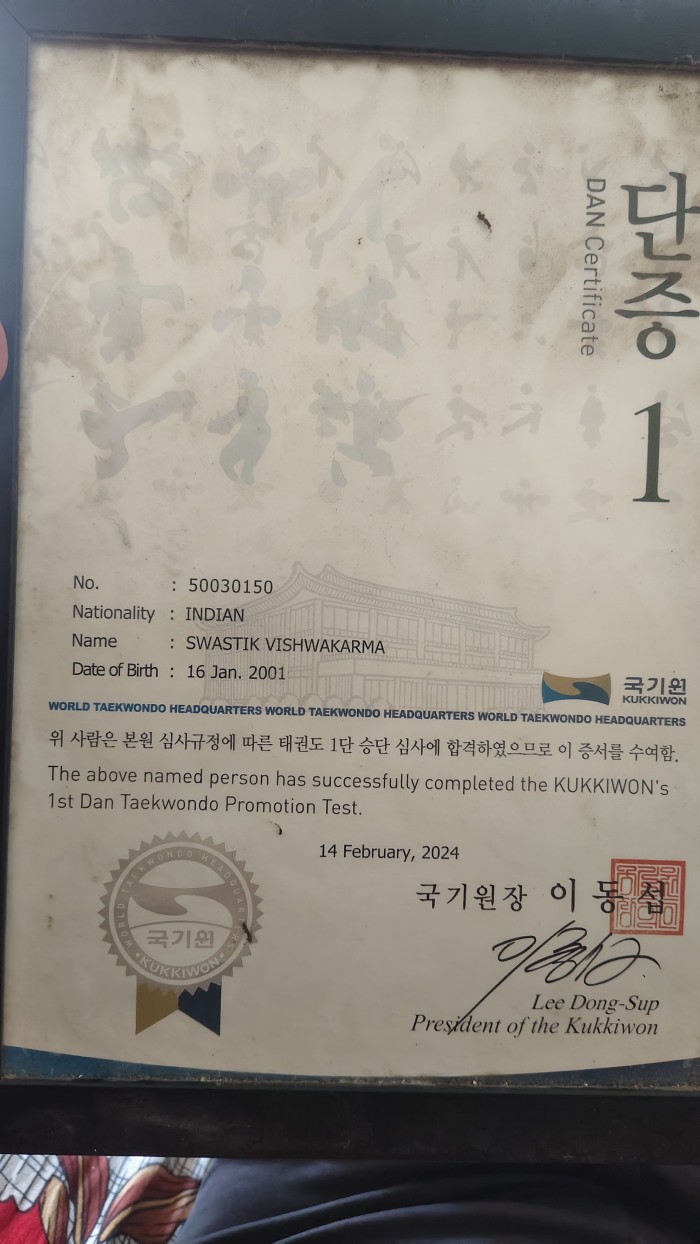 단증
DAN Certificate
1
No. : 50030150
Nationality : INDIAN
Name : SWASTIK VISHWAKARMA
Date of Birth : 16 Jan. 2001
국기원
KUKKIWON
WORLD TAEKWONDO HEADQUARTERS WORLD TAEKWONDO HEADQUARTERS WORLD TAEKWONDO HEADQUARTERS
위 사람은 본원 심사규정에 따른 태권도 1단 승단 심사에 합격하였으므로 이 증서를 수여함.
The above named person has successfully completed the KUKKIWON's
1st Dan Taekwondo Promotion Test.
14 February, 2024
국기원장 이동섭
WORLD TAEKWONDO HEADQUARTERS
국기원
KUKKIWON
Lee Dong-Sup
President of the Kukkiwon